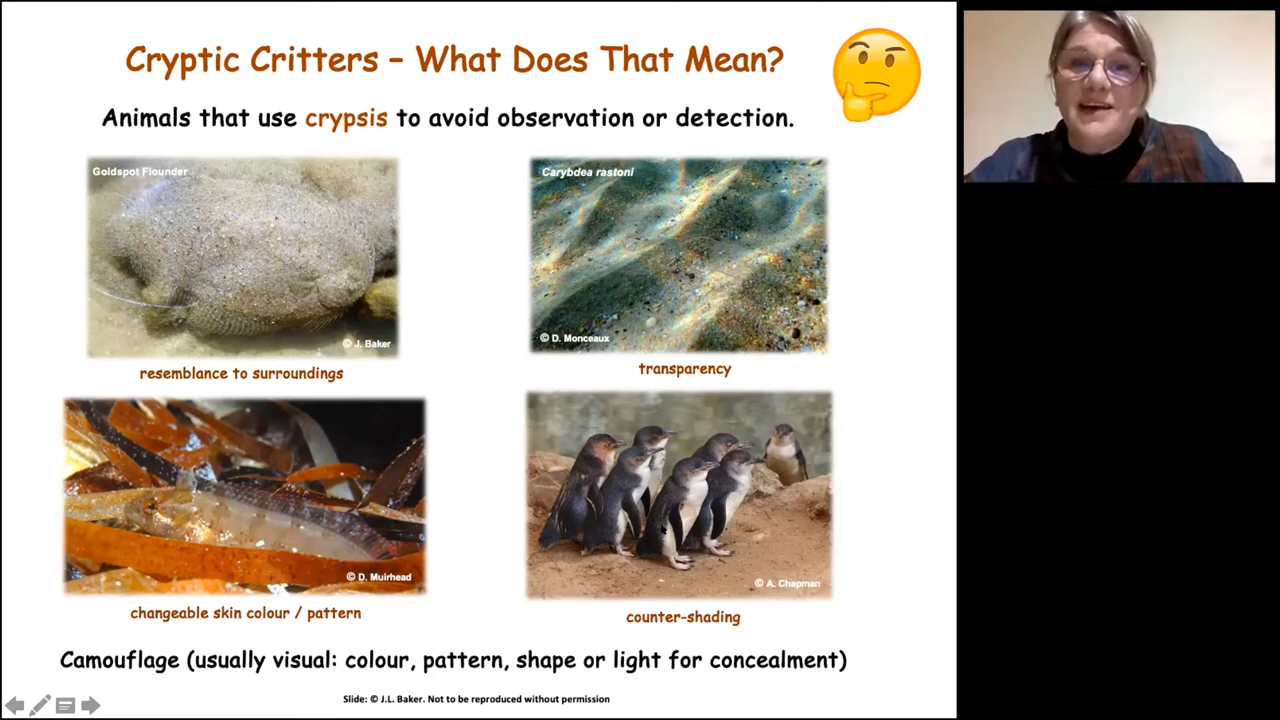 Cryptic Critters – What Does That Mean?
Animals that use crypsis to avoid observation or detection.
Goldspot Flounder
© J. Baker
resemblance to surroundings
Carybdea rastoni
© D. Monceaux
transparency
© D. Muirhead
changeable skin colour / pattern
© A. Chapman
counter-shading
Camouflage (usually visual: colour, pattern, shape or light for concealment)
Slide: © J.L. Baker. Not to be reproduced without permission